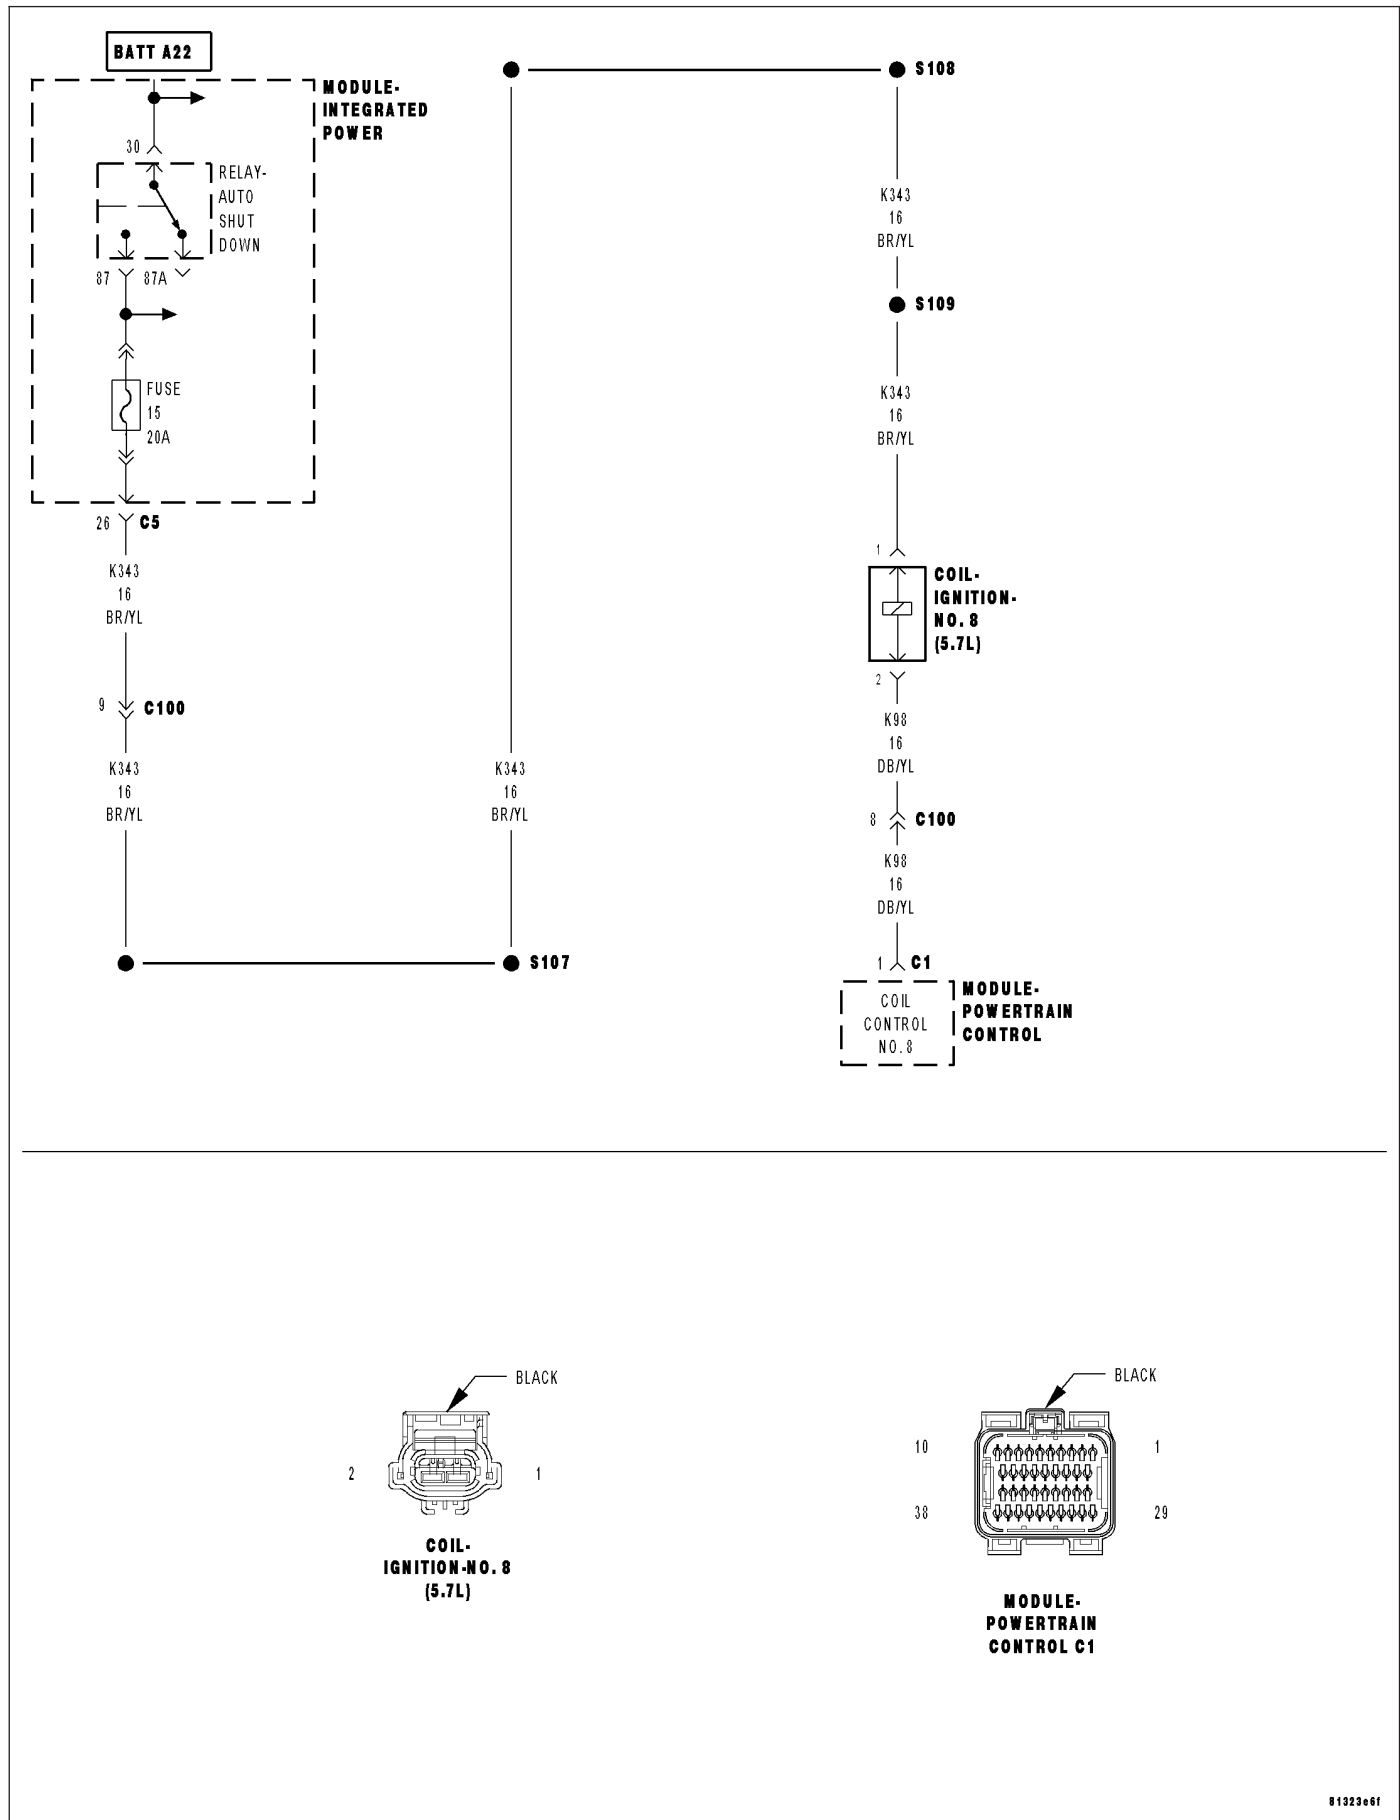 BATT A22
MODULE-
INTEGRATED
POWER
30
RELAY-
AUTO
SHUT
DOWN
87
87A
FUSE
15
20A
26
C5
K343
16
BR/YL
9
C100
K343
16
BR/YL
S107
K343
16
BR/YL
S108
K343
16
BR/YL
S109
K343
16
BR/YL
1
COIL-
IGNITION-
NO. 8
(5.7L)
2
K98
16
DB/YL
8
C100
K98
16
DB/YL
1
C1
COIL
CONTROL
NO.8
MODULE-
POWERTRAIN
CONTROL
BLACK
2
1
COIL-
IGNITION-NO. 8
(5.7L)
BLACK
10
1
38
29
MODULE-
POWERTRAIN
CONTROL C1
81323e6f